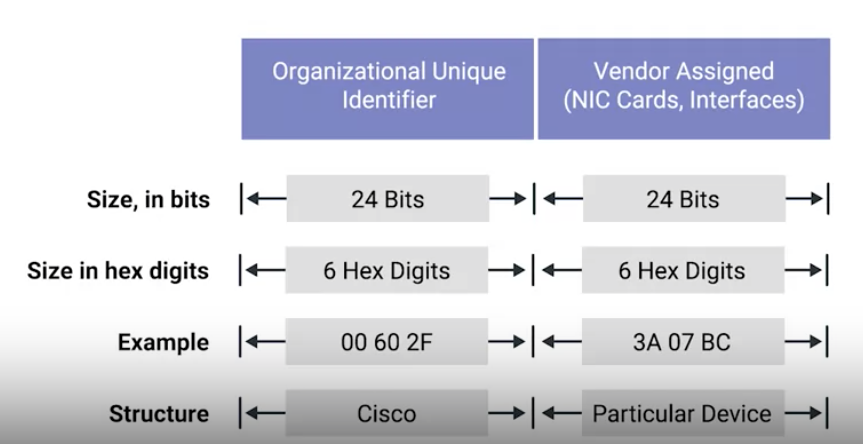 Organizational Unique
Identifier
Vendor Assigned
(NIC Cards, Interfaces)
Size, in bits
24 Bits
24 Bits
Size in hex digits
6 Hex Digits
6 Hex Digits
Example
00 60 2F
3A 07 BC
Structure
Cisco
Particular Device